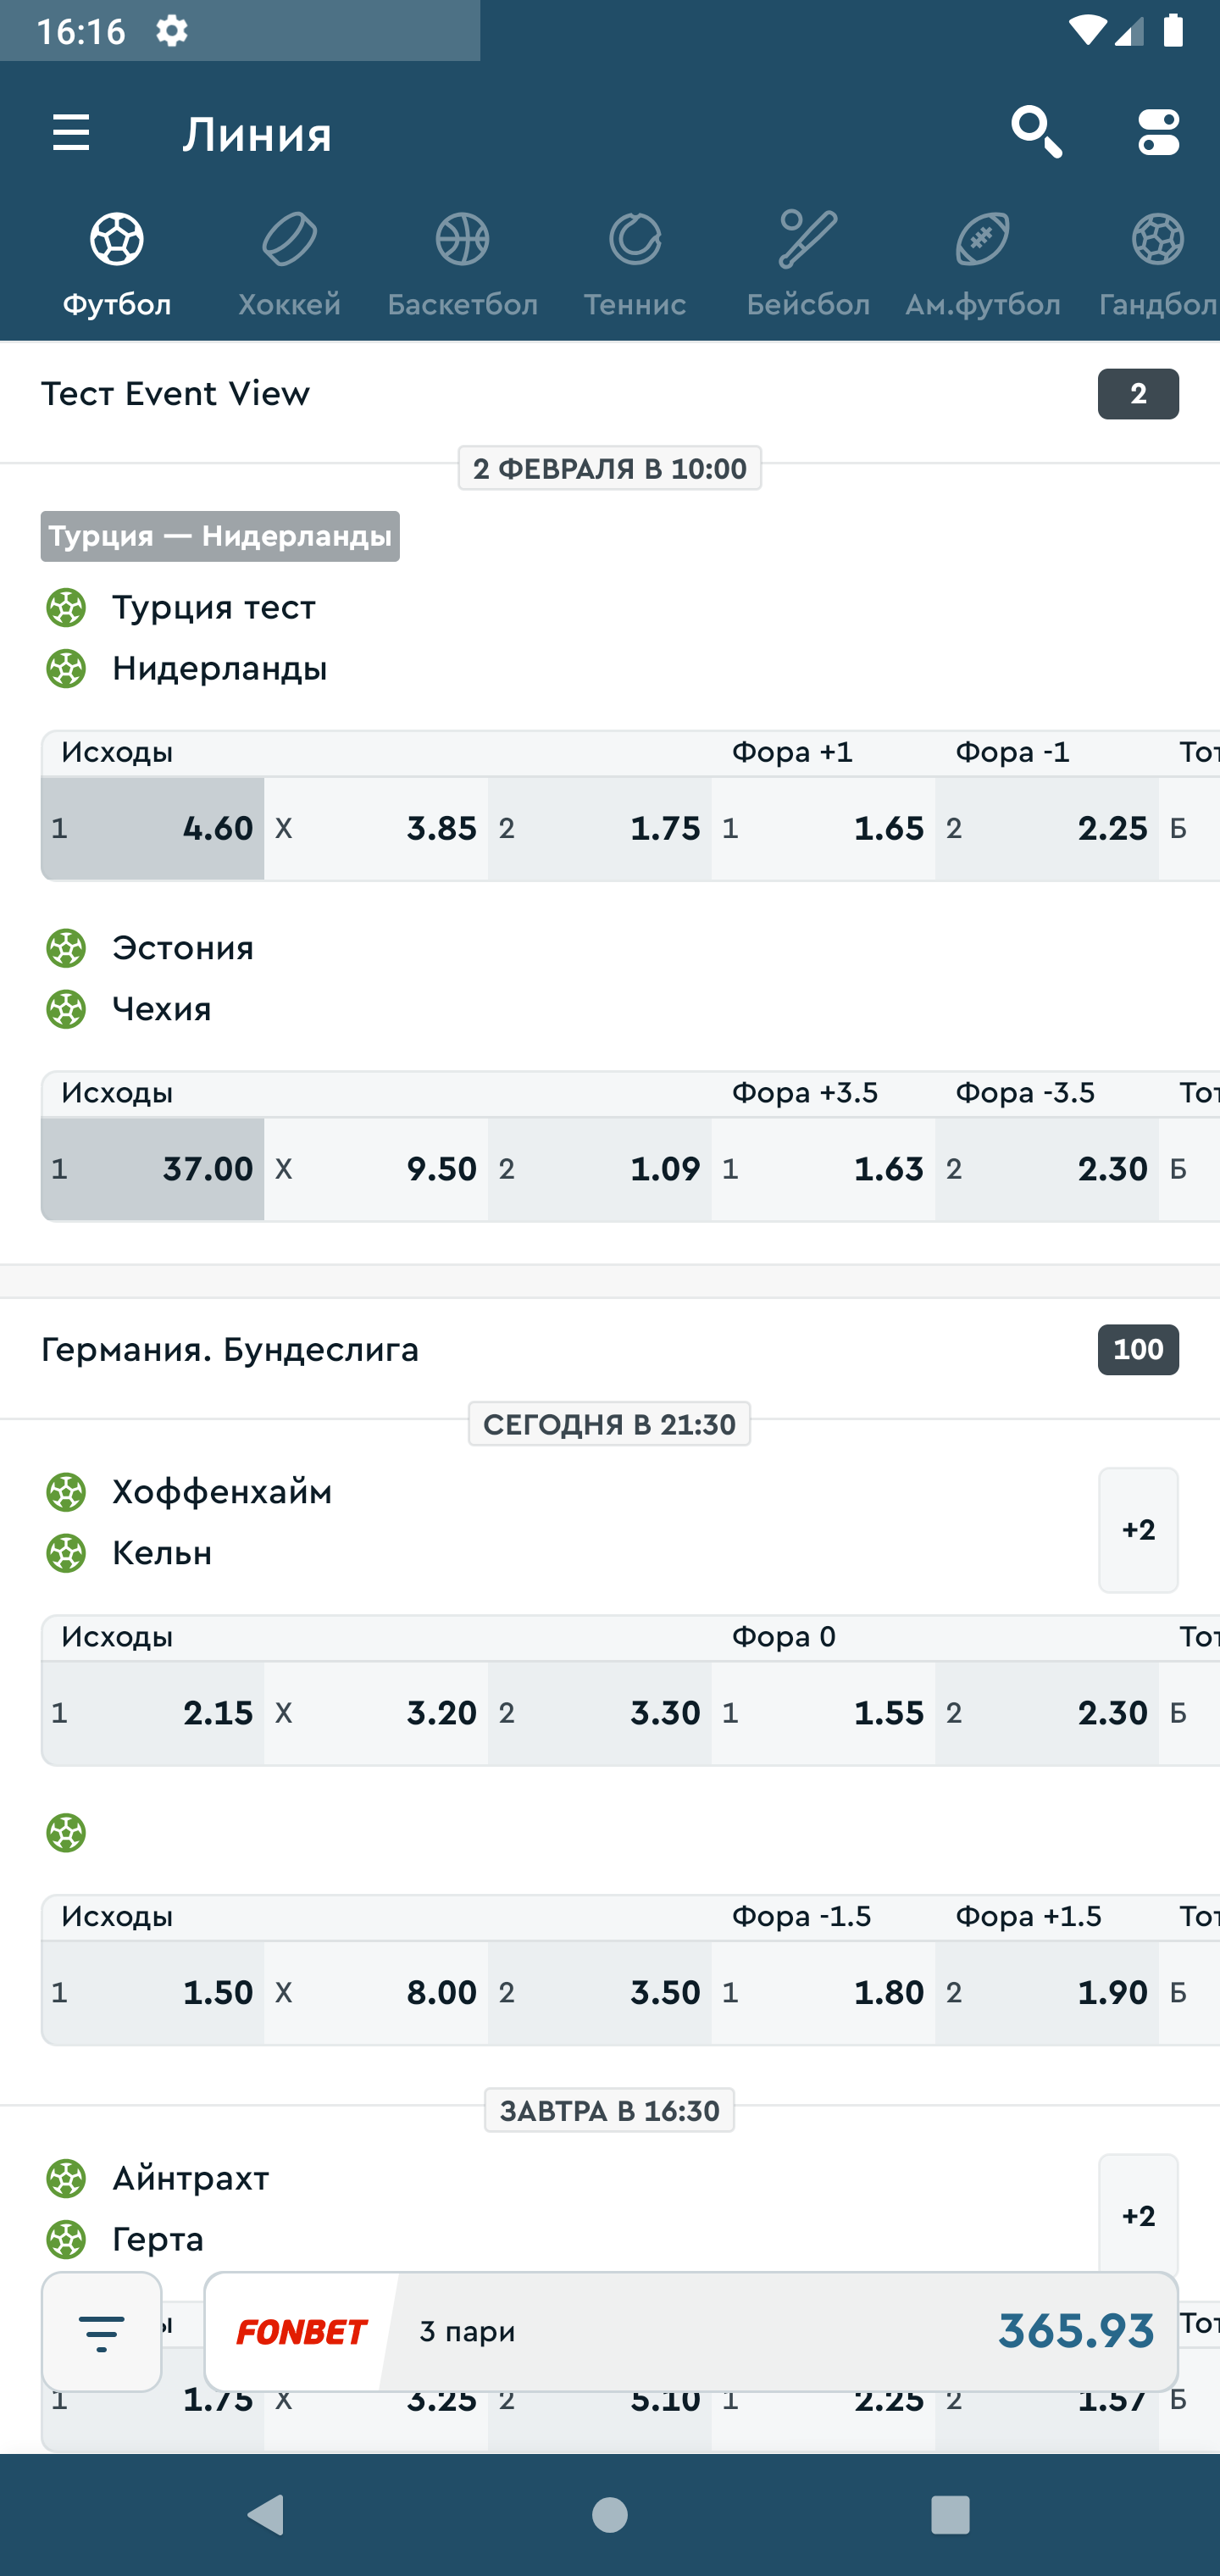 16:16
Линия
Футбол Хоккей Баскетбол Теннис Бейсбол Ам.футбол Гандбол
Тест Event View 2
2 ФЕВРАЛЯ В 10:00
Турция — Нидерланды
Турция тест
Нидерланды
Исходы Фора +1 Фора -1 Тот
1 4.60 X 3.85 2 1.75 1 1.65 2 2.25 Б
Эстония
Чехия
Исходы Фора +3.5 Фора -3.5 Тот
1 37.00 X 9.50 2 1.09 1 1.63 2 2.30 Б
Германия. Бундеслига 100
СЕГОДНЯ В 21:30
Хоффенхайм
+2
Кельн
Исходы Фора 0 Тот
1 2.15 X 3.20 2 3.30 1 1.55 2 2.30 Б
Исходы Фора -1.5 Фора +1.5 Тот
1 1.50 X 8.00 2 3.50 1 1.80 2 1.90 Б
ЗАВТРА В 16:30
Айнтрахт
+2
Герта
ы FONBET 3 пари 365.93 Тот
1 1.75 X 3.25 2 5.10 1 2.25 2 1.57 Б